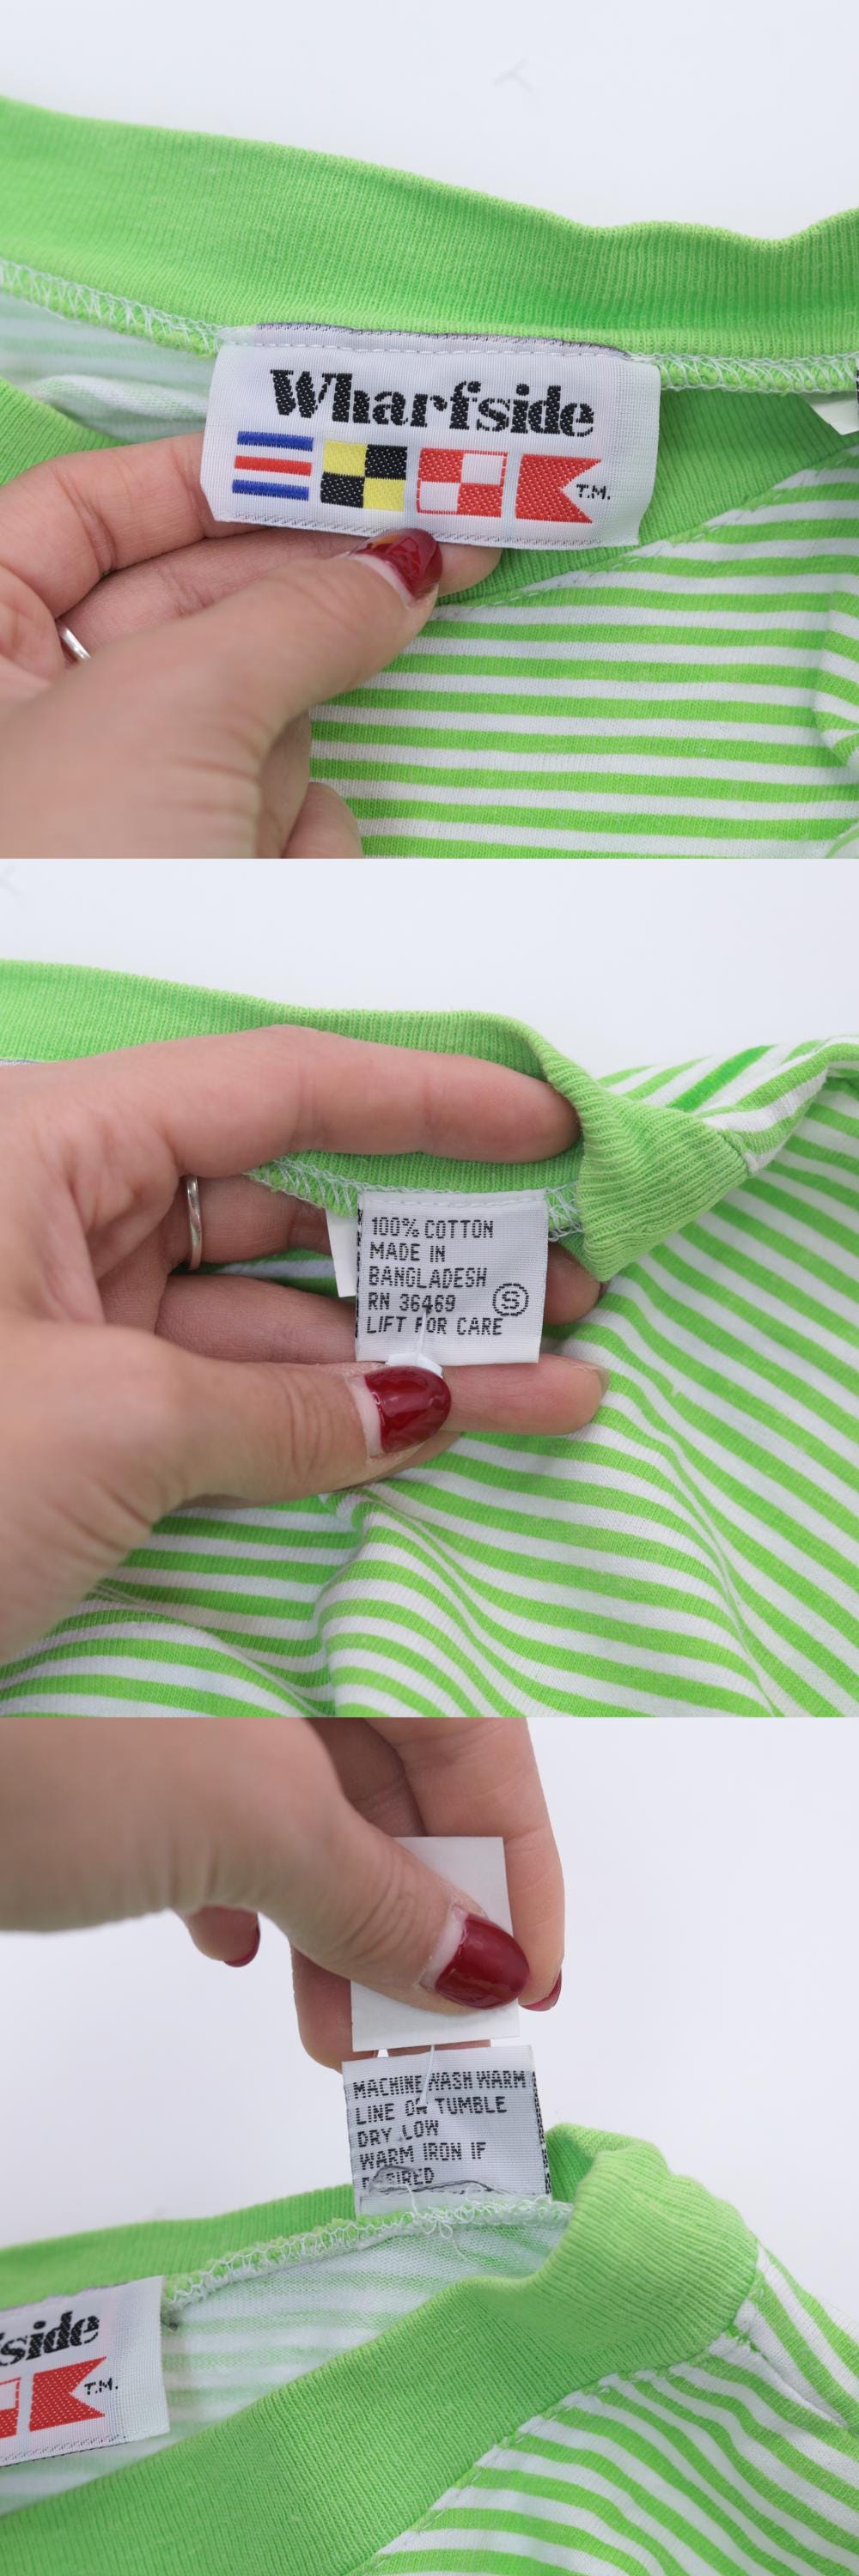 Wharfside
T.M.
100% COTTON
MADE IN
BANGLADESH
RN 36469
S
LIFT FOR CARE
MACHINE WASH WARM
LINE OR TUMBLE
DRY LOW
WARM IRON IF
side
T.M.